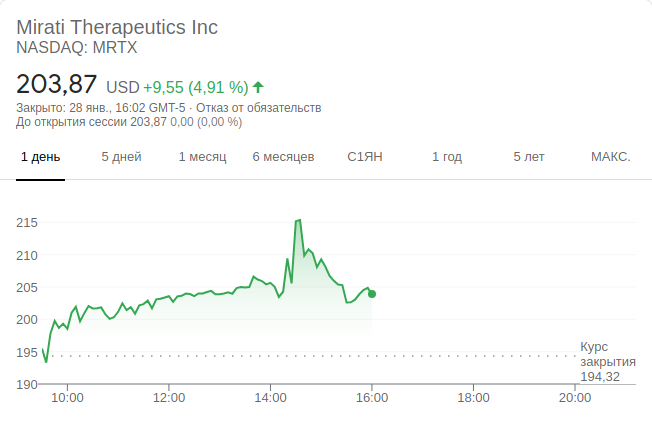 Mirati Therapeutics Inc
NASDAQ: MRTX
203,87 USD +9,55 (4,91 %)
Закрыто: 28 янв., 16:02 GMT-5 · Отказ от обязательств
До открытия сессии 203,87 0,00 (0,00 %)
1 день 5 дней 1 месяц 6 месяцев С1ЯН 1 год 5 лет МАКС.
215
210
205
200
195
190
Курс
закрытия
194,32
10:00 12:00 14:00 16:00 18:00 20:00